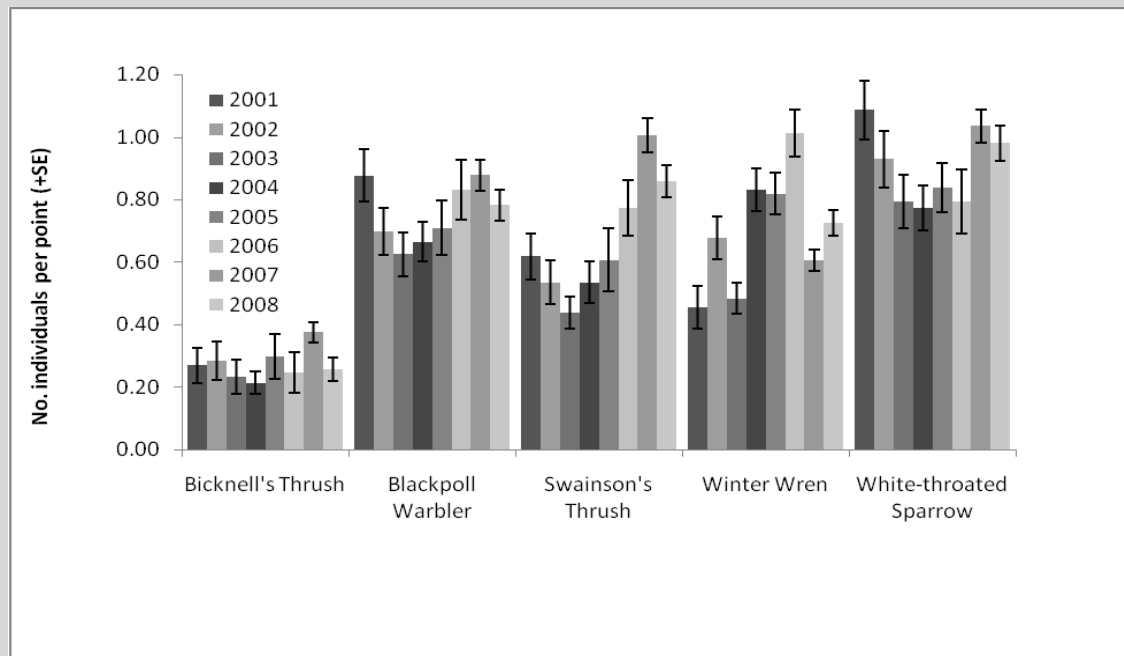 No. individuals per point (+SE)
1.20
1.00
0.80
0.60
0.40
0.20
0.00
2001
2002
2003
2004
2005
2006
2007
2008
Bicknell's Thrush
Blackpoll
Warbler
Swainson's
Thrush
Winter Wren
White-throated
Sparrow